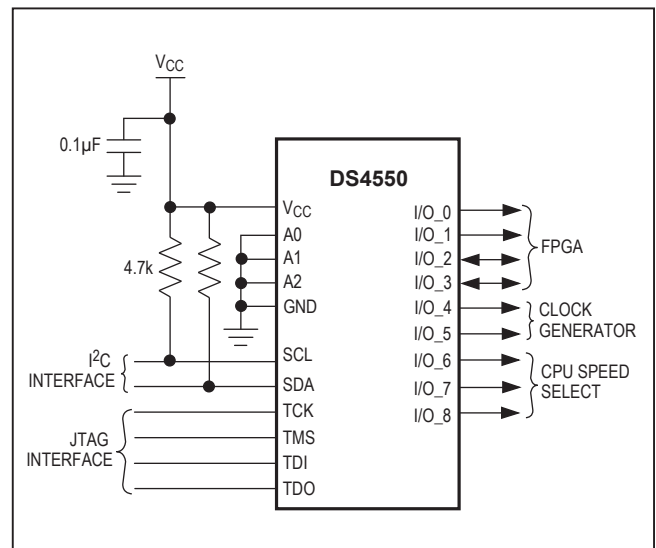 VCC
0.1µF
DS4550
VCC
A0
A1
A2
GND
SCL
SDA
TCK
TMS
TDI
TDO
4.7k
I²C
INTERFACE
JTAG
INTERFACE
I/O_0
I/O_1
I/O_2
I/O_3
I/O_4
I/O_5
I/O_6
I/O_7
I/O_8
FPGA
CLOCK
GENERATOR
CPU SPEED
SELECT